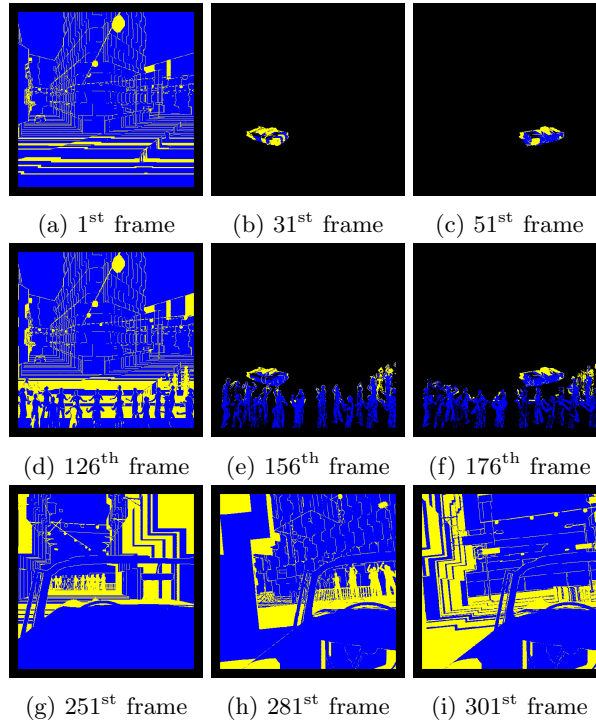 (a) 1st frame (b) 31st frame (c) 51st frame
(d) 126th frame (e) 156th frame (f) 176th frame
(g) 251st frame (h) 281st frame (i) 301st frame